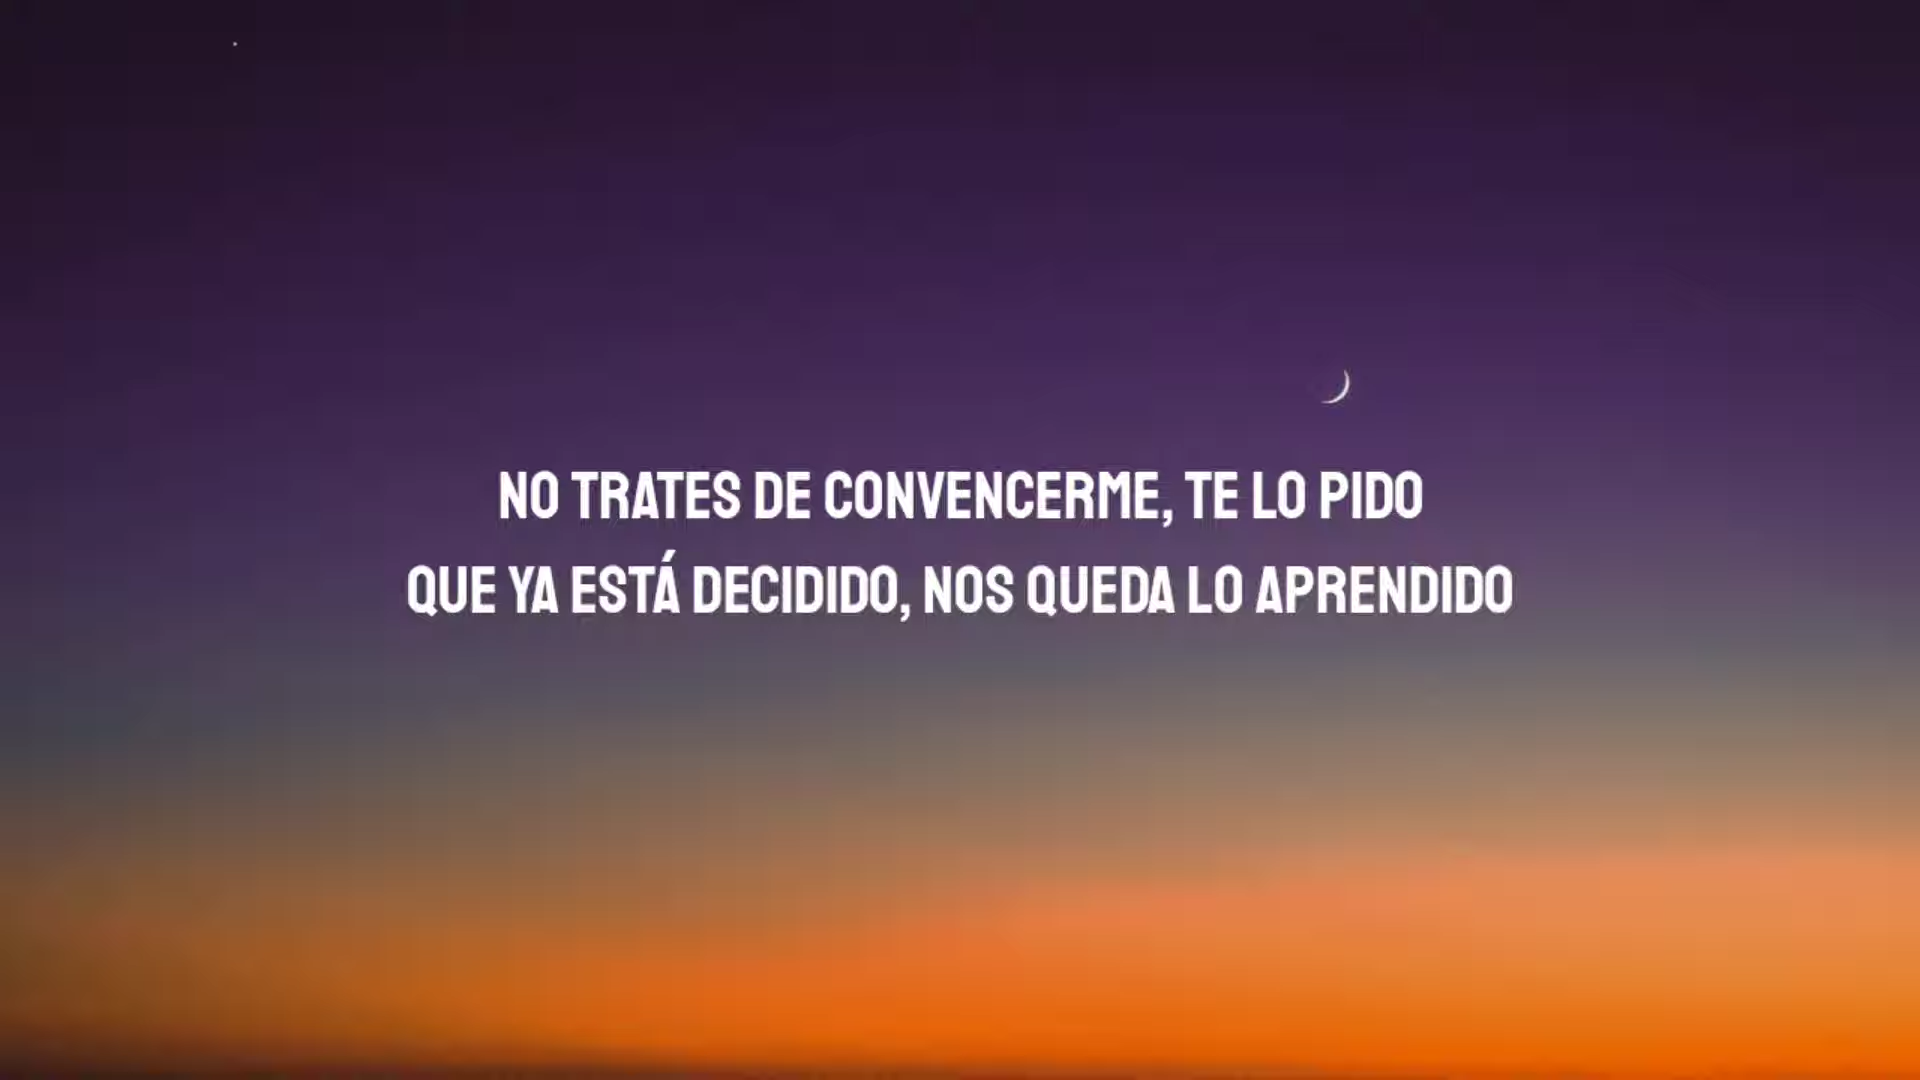 NO TRATES DE CONVENCERME, TE LO PIDO
QUE YA ESTÁ DECIDIDO, NOS QUEDA LO APRENDIDO